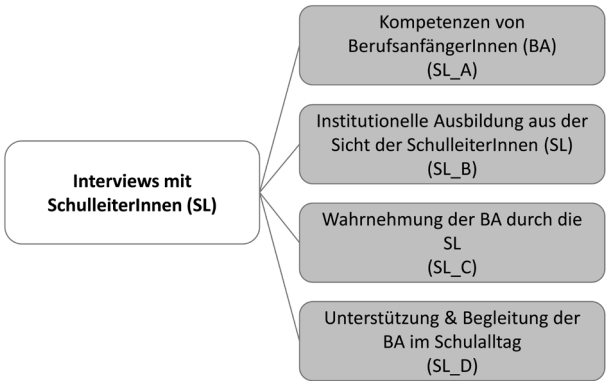 Interviews mit
SchulleiterInnen (SL)
Kompetenzen von
BerufsanfängerInnen (BA)
(SL_A)
Institutionelle Ausbildung aus der
Sicht der SchulleiterInnen (SL)
(SL_B)
Wahrnehmung der BA durch die
SL
(SL_C)
Unterstützung & Begleitung der
BA im Schulalltag
(SL_D)